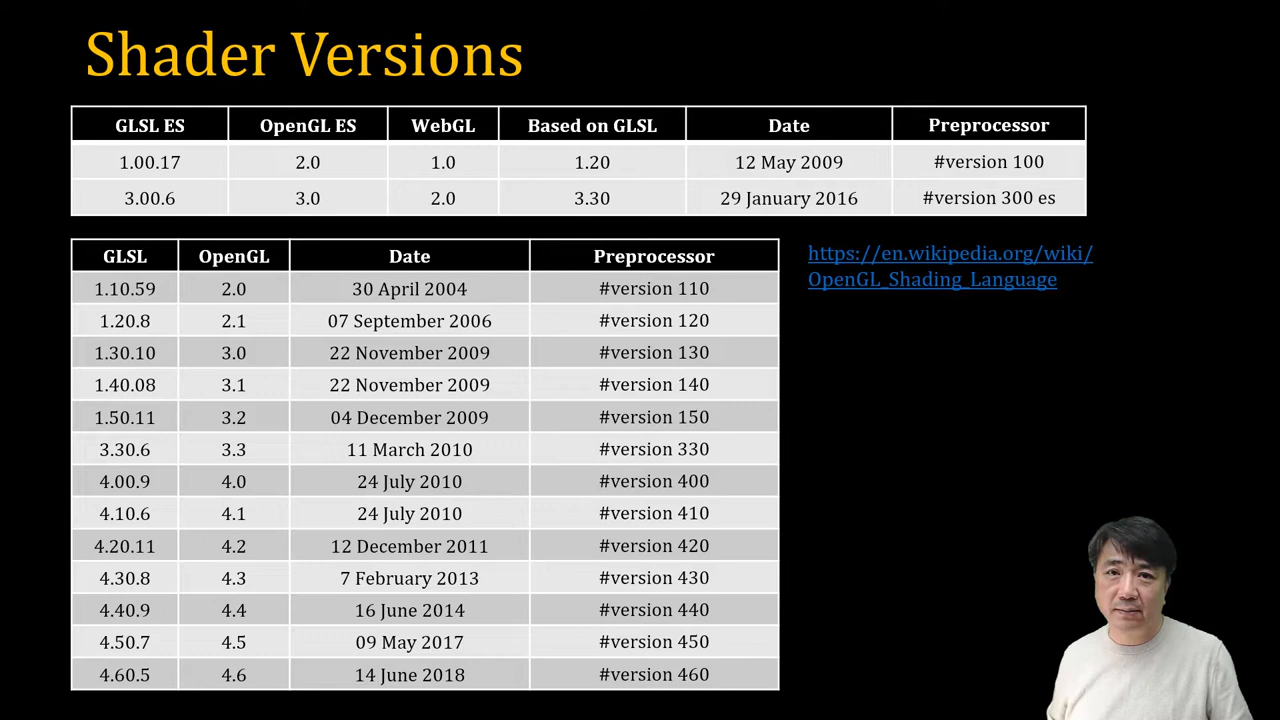 Shader Versions
GLSL ES OpenGL ES WebGL Based on GLSL Date Preprocessor
1.00.17 2.0 1.0 1.20 12 May 2009 #version 100
3.00.6 3.0 2.0 3.30 29 January 2016 #version 300 es
GLSL OpenGL Date Preprocessor
1.10.59 2.0 30 April 2004 #version 110
1.20.8 2.1 07 September 2006 #version 120
1.30.10 3.0 22 November 2009 #version 130
1.40.08 3.1 22 November 2009 #version 140
1.50.11 3.2 04 December 2009 #version 150
3.30.6 3.3 11 March 2010 #version 330
4.00.9 4.0 24 July 2010 #version 400
4.10.6 4.1 24 July 2010 #version 410
4.20.11 4.2 12 December 2011 #version 420
4.30.8 4.3 7 February 2013 #version 430
4.40.9 4.4 16 June 2014 #version 440
4.50.7 4.5 09 May 2017 #version 450
4.60.5 4.6 14 June 2018 #version 460
https://en.wikipedia.org/wiki/
OpenGL_Shading_Language